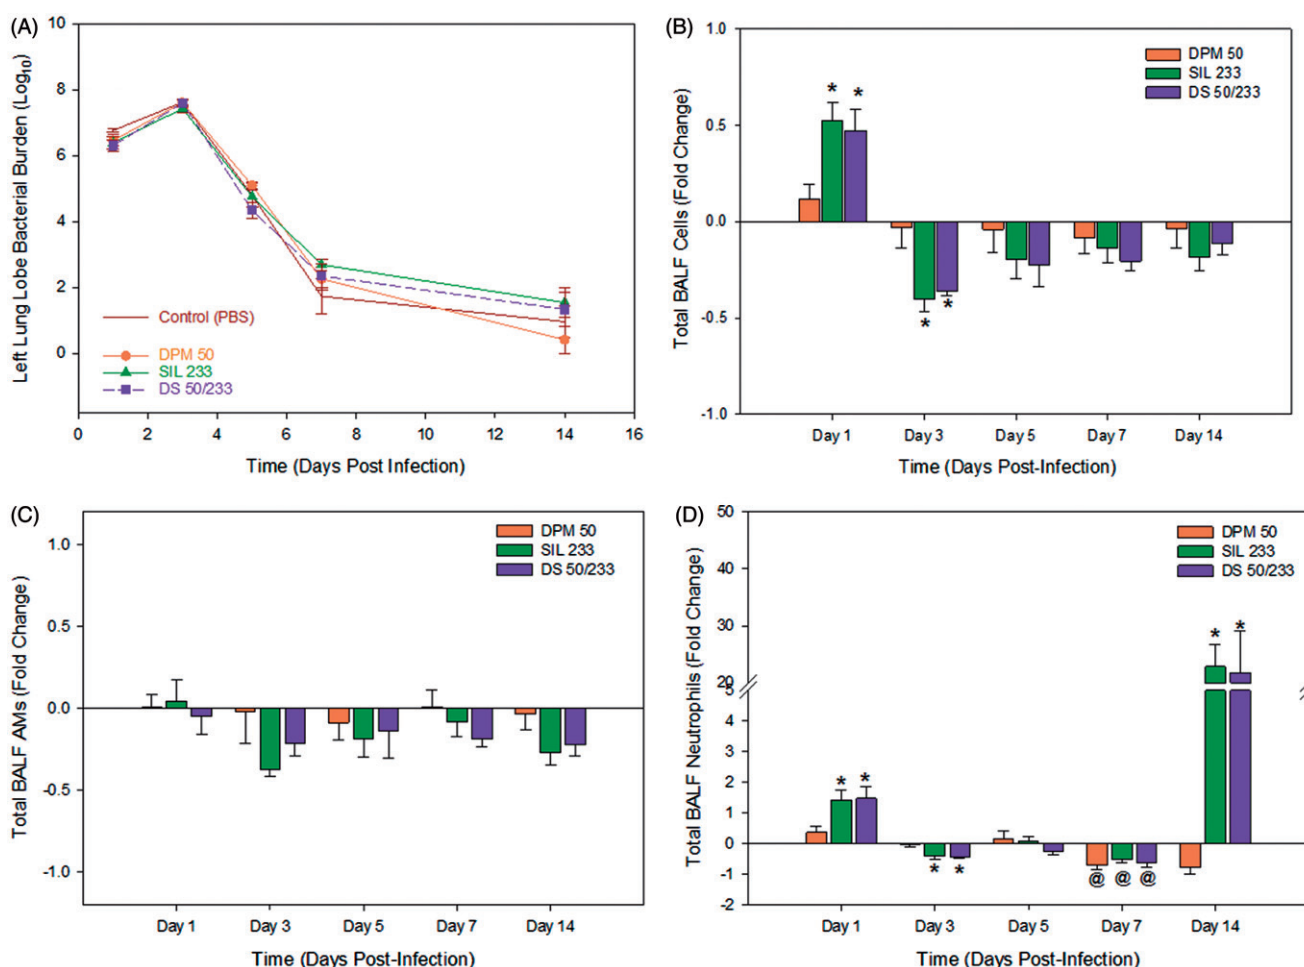 (A)
Left Lung Lobe Bacterial Burden (Log10)
10
8
6
4
2
0
Control (PBS)
DPM 50
SIL 233
DS 50/233
0 2 4 6 8 10 12 14 16
Time (Days Post Infection)
(B)
Total BALF Cells (Fold Change)
1.0
0.5
0.0
-0.5
-1.0
DPM 50
SIL 233
DS 50/233
* *
* *
Day 1 Day 3 Day 5 Day 7 Day 14
Time (Days Post-Infection)
(C)
Total BALF AMs (Fold Change)
1.0
0.5
0.0
-0.5
-1.0
DPM 50
SIL 233
DS 50/233
Day 1 Day 3 Day 5 Day 7 Day 14
Time (Days Post-Infection)
(D)
Total BALF Neutrophils (Fold Change)
50
40
30
20
5
4
3
2
1
0
-1
-2
DPM 50
SIL 233
DS 50/233
* *
* *
* *
@ @ @
Day 1 Day 3 Day 5 Day 7 Day 14
Time (Days Post-Infection)